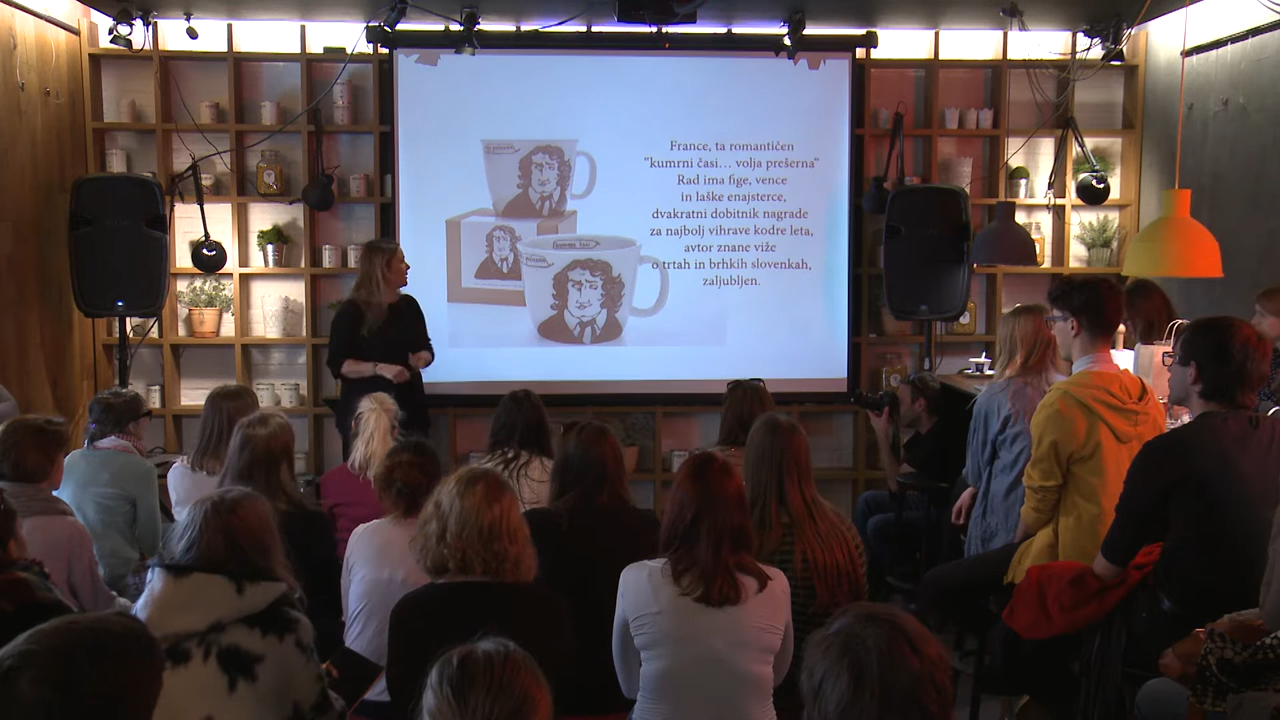 France, ta romantičen
"kumrni časi... volja prešerna"
Rad ima fige, vence
in laške enajsterce,
dvakratni dobitnik nagrade
za najbolj vihrave kodre leta,
avtor znane viže
o trtah in brhkih slovenkah,
zaljubljen.